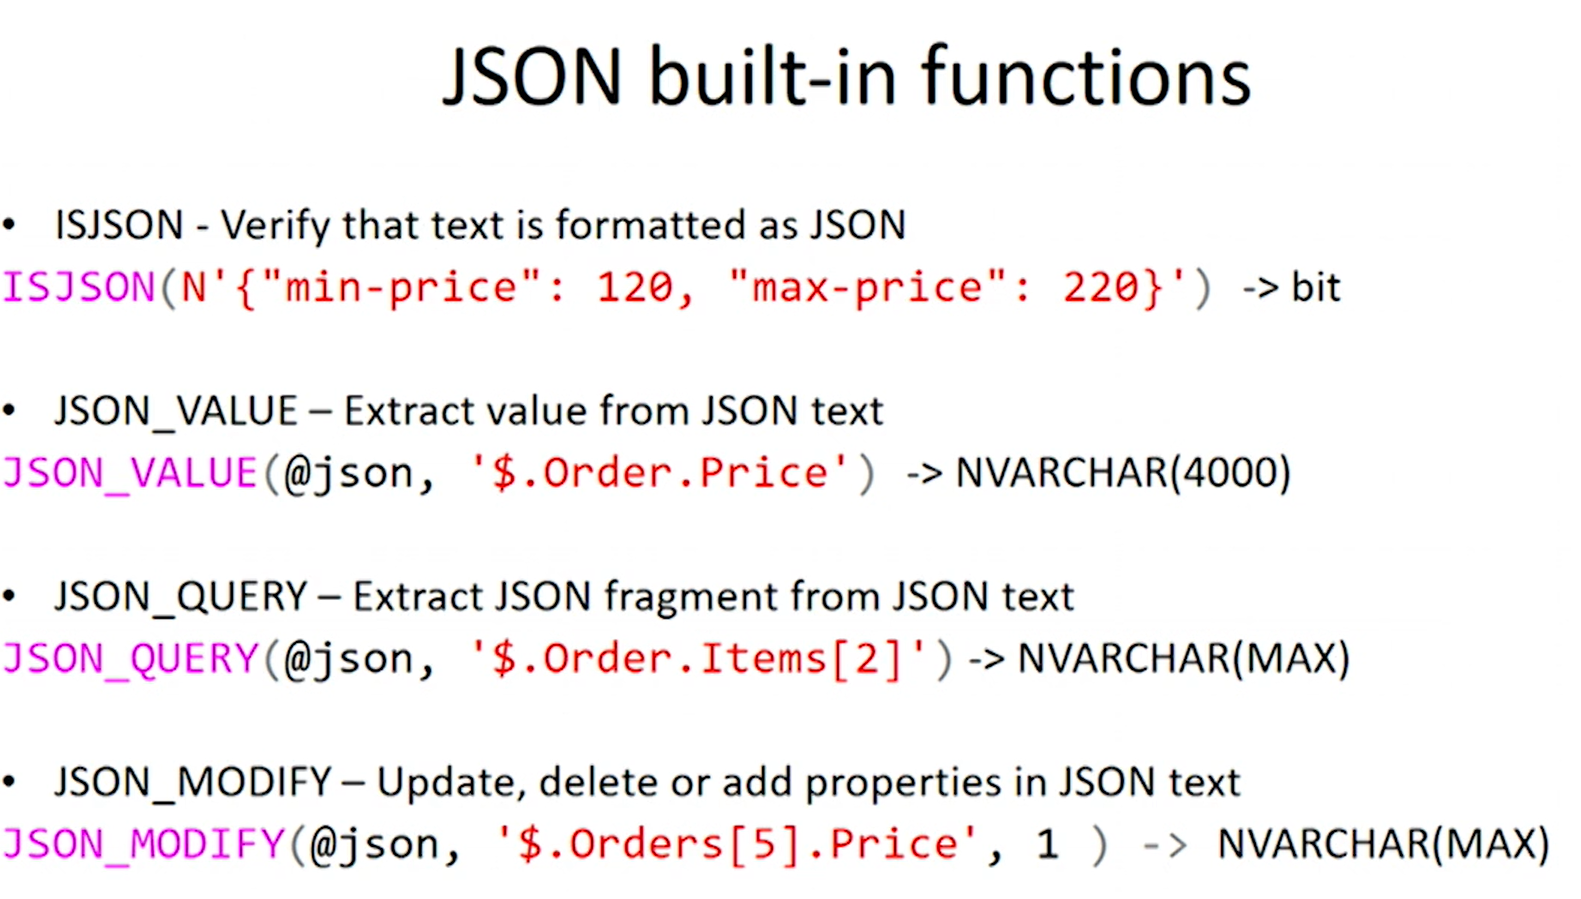 JSON built-in functions
• ISJSON - Verify that text is formatted as JSON
ISJSON(N'{"min-price": 120, "max-price": 220}') -> bit
• JSON_VALUE – Extract value from JSON text
JSON_VALUE(@json, '$.Order.Price') -> NVARCHAR(4000)
• JSON_QUERY – Extract JSON fragment from JSON text
JSON_QUERY(@json, '$.Order.Items[2]') -> NVARCHAR(MAX)
• JSON_MODIFY – Update, delete or add properties in JSON text
JSON_MODIFY(@json, '$.Orders[5].Price', 1 ) -> NVARCHAR(MAX)